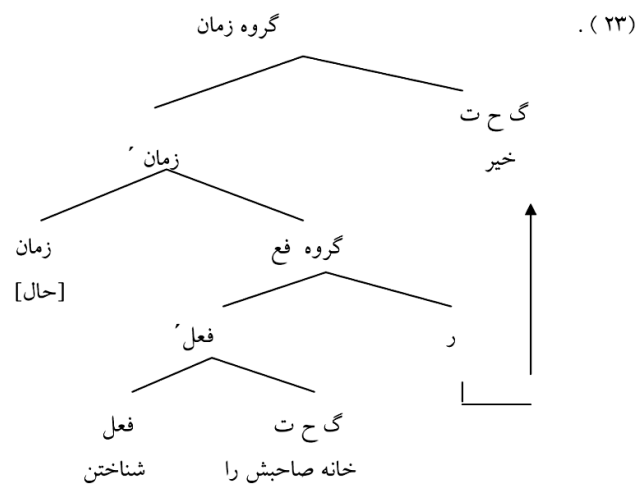 (۲۳).
گروه زمان
گ ح ت
خیر
زمان ´
زمان
[حال]
گروه فع
ر
فعل ´
گ ح ت
خانه صاحبش را
فعل
شناختن